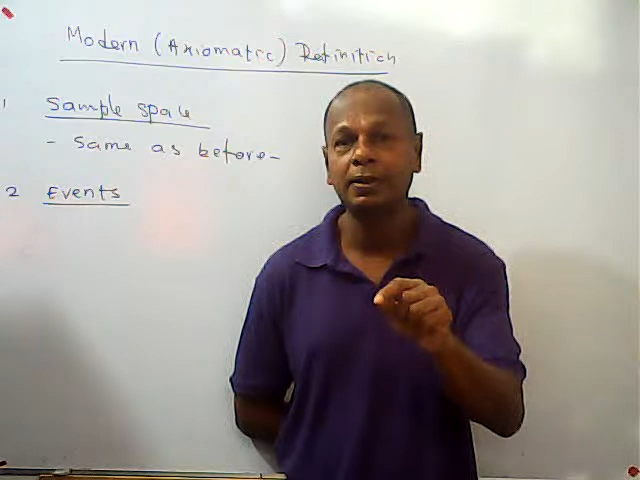 Modern (Axiomatic) Definition
1 Sample space
- Same as before -
2 Events